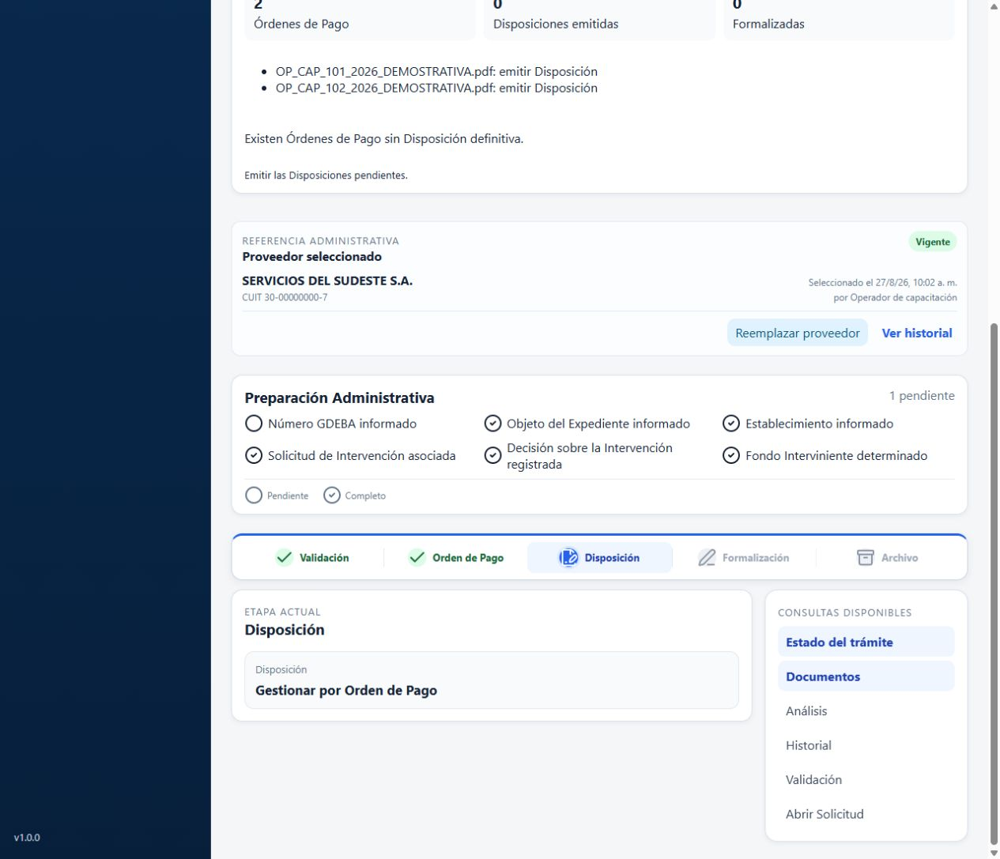 2
Órdenes de Pago
0
Disposiciones emitidas
0
Formalizadas
OP_CAP_101_2026_DEMOSTRATIVA.pdf: emitir Disposición
OP_CAP_102_2026_DEMOSTRATIVA.pdf: emitir Disposición
Existen Órdenes de Pago sin Disposición definitiva.
Emitir las Disposiciones pendientes.
REFERENCIA ADMINISTRATIVA
Vigente
Proveedor seleccionado
SERVICIOS DEL SUDESTE S.A.
CUIT 30-00000000-7
Seleccionado el 27/8/26, 10:02 a. m.
por Operador de capacitación
Reemplazar proveedor
Ver historial
Preparación Administrativa
1 pendiente
Número GDEBA informado
Objeto del Expediente informado
Establecimiento informado
Solicitud de Intervención asociada
Decisión sobre la Intervención
registrada
Fondo Interviniente determinado
Pendiente
Completo
Validación
Orden de Pago
Disposición
Formalización
Archivo
ETAPA ACTUAL
Disposición
Disposición
Gestionar por Orden de Pago
CONSULTAS DISPONIBLES
Estado del trámite
Documentos
Análisis
Historial
Validación
Abrir Solicitud
v1.0.0